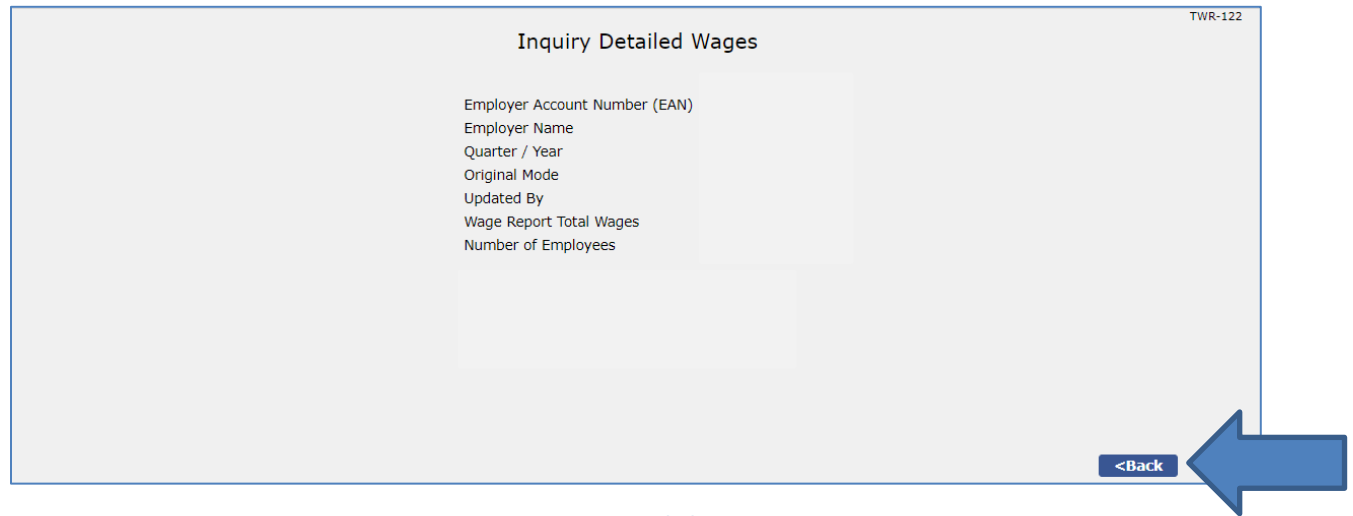 TWR-122
Inquiry Detailed Wages
Employer Account Number (EAN)
Employer Name
Quarter / Year
Original Mode
Updated By
Wage Report Total Wages
Number of Employees
<Back